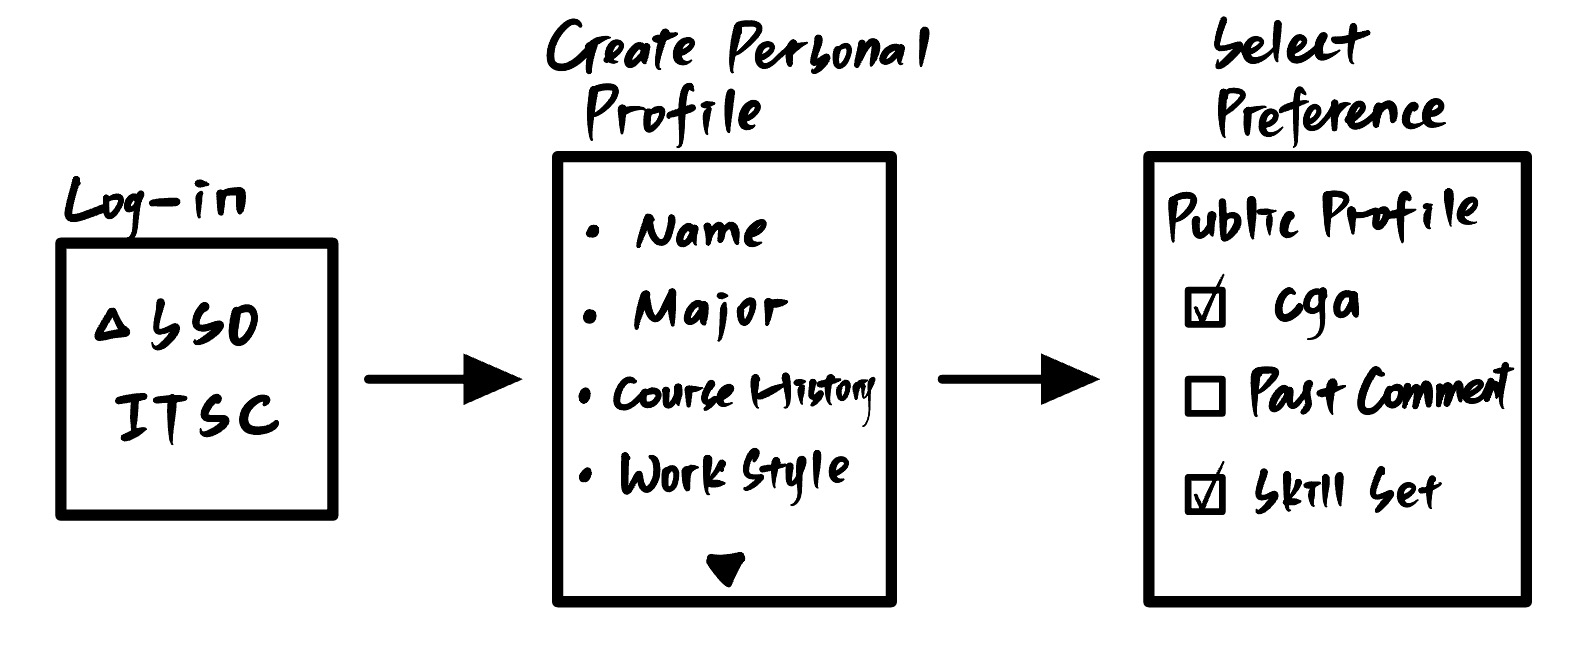 Log-in
SSO
ITSC
Create Personal
Profile
• Name
• Major
• Course History
• Work Style
Select
Preference
Public Profile
☑ cga
☐ Past Comment
☑ Skill Set